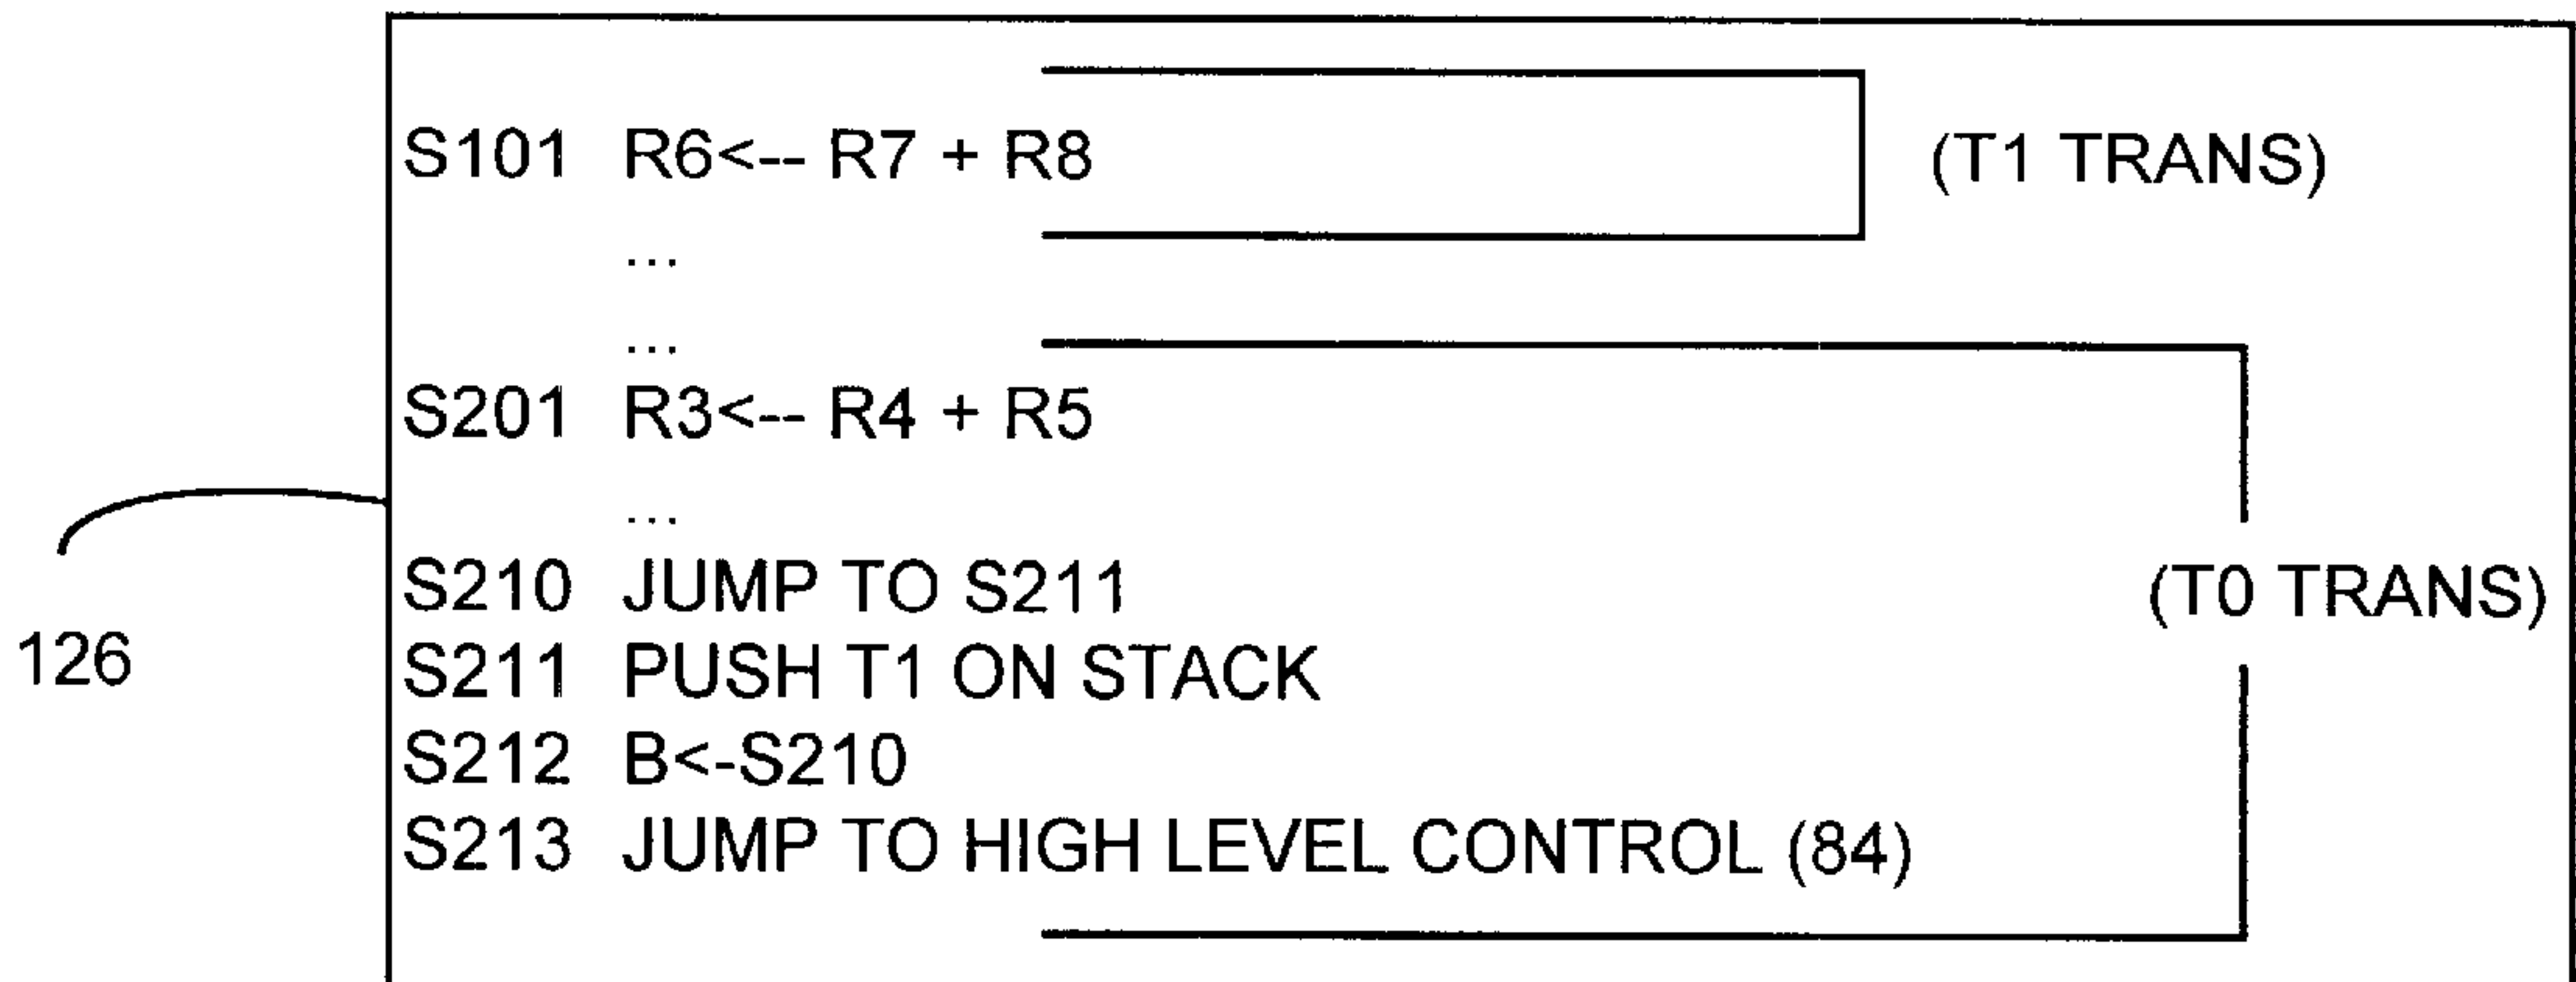 S101 R6<-- R7 + R8 (T1 TRANS)
...
...
S201 R3<-- R4 + R5
...
S210 JUMP TO S211 (T0 TRANS)
126
S211 PUSH T1 ON STACK
S212 B<-S210
S213 JUMP TO HIGH LEVEL CONTROL (84)